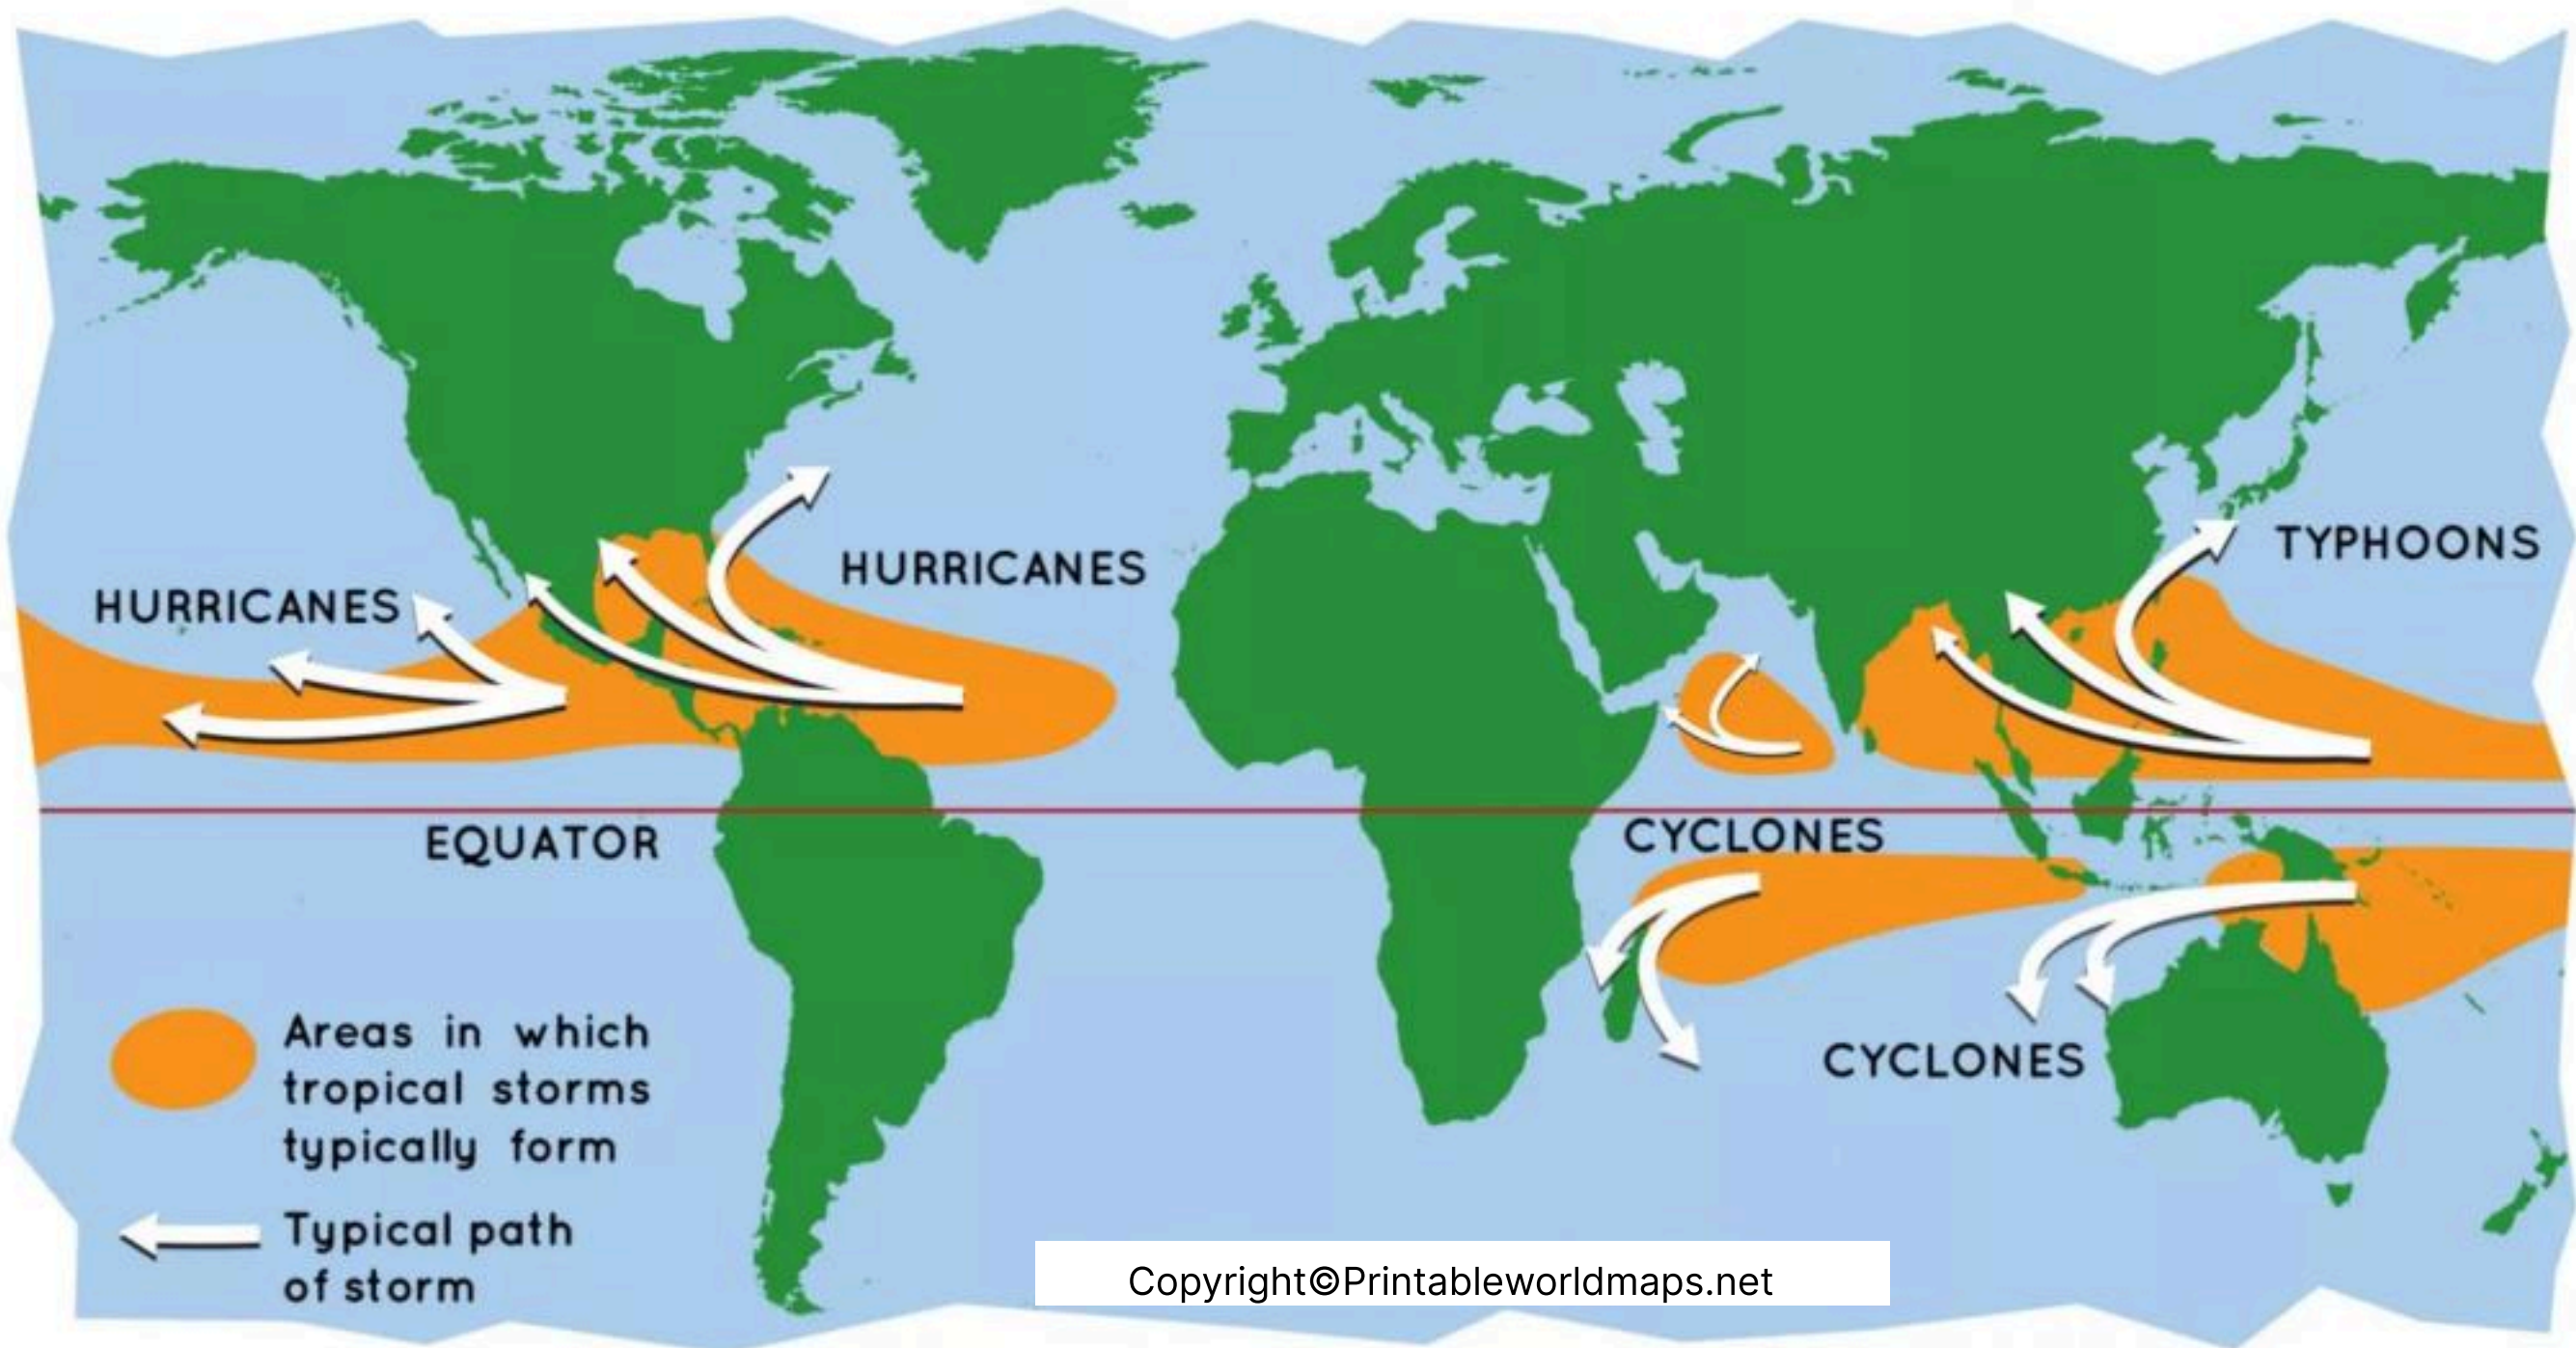 HURRICANES
HURRICANES
TYPHOONS
EQUATOR
CYCLONES
CYCLONES
Areas in which
tropical storms
typically form
Typical path
of storm
Copyright©Printableworldmaps.net